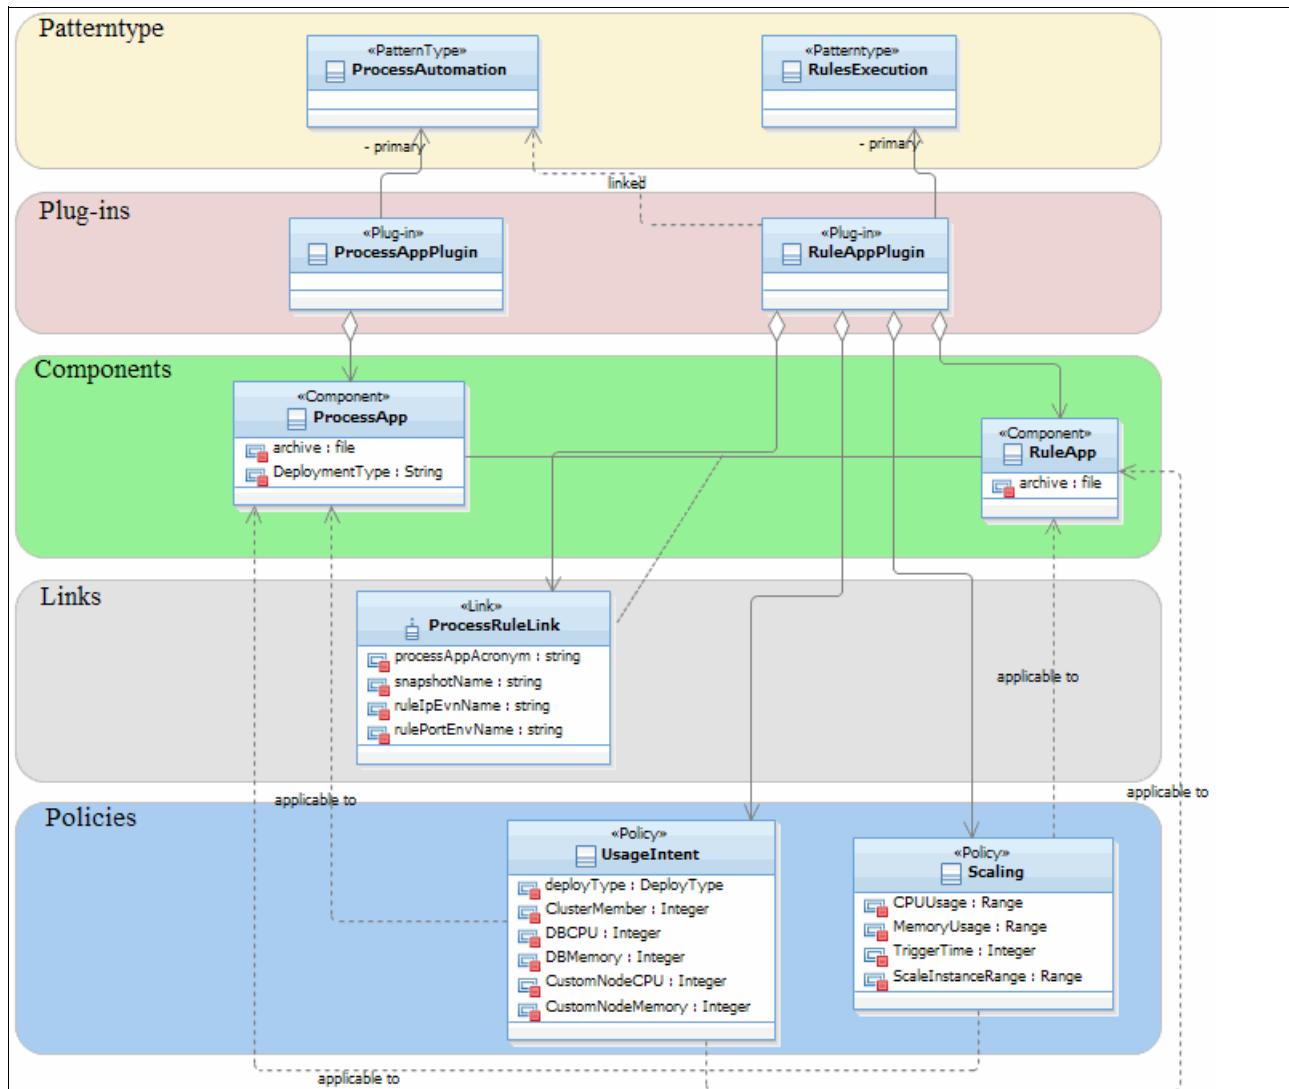 Patterntype
«PatternType»
ProcessAutomation
«Patterntype»
RulesExecution
- primary
- primary
linked
Plug-ins
«Plug-in»
ProcessAppPlugin
«Plug-in»
RuleAppPlugin
Components
«Component»
ProcessApp
archive : file
DeploymentType : String
«Component»
RuleApp
archive : file
Links
«Link»
ProcessRuleLink
processAppAcronym : string
snapshotName : string
ruleIpEvnName : string
rulePortEnvName : string
applicable to
applicable to
applicable to
Policies
«Policy»
UsageIntent
deployType : DeployType
ClusterMember : Integer
DBCPU : Integer
DBMemory : Integer
CustomNodeCPU : Integer
CustomNodeMemory : Integer
«Policy»
Scaling
CPUUsage : Range
MemoryUsage : Range
TriggerTime : Integer
ScaleInstanceRange : Range
applicable to